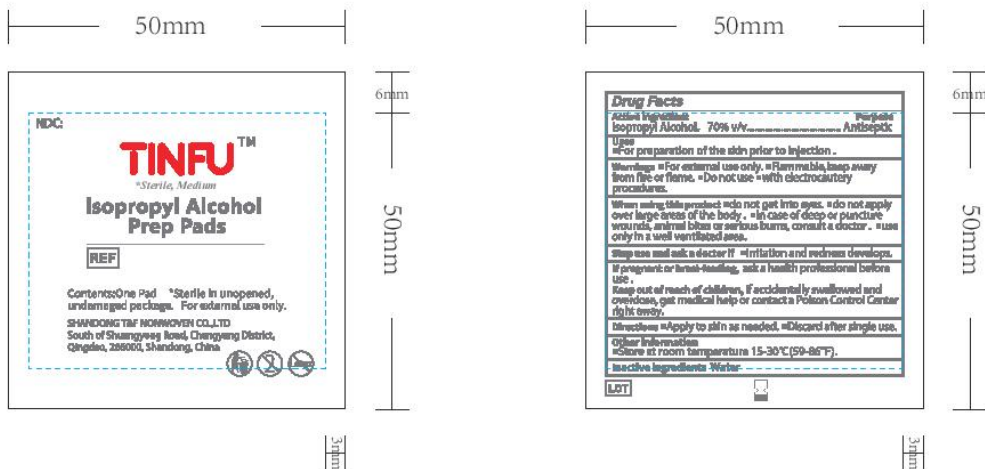 50mm
6mm
NDC:
TINFU™
*Sterile, Medium
Isopropyl Alcohol
Prep Pads
REF
Contents:One Pad *Sterile in unopened,
undamaged package. For external use only.
SHANDONG T&F NONWOVEN CO.,LTD
South of Shuangyang Road, Chengyang District,
Qingdao, 266000, Shandong, China
50mm
3mm
50mm
6mm
Drug Facts
Active Ingredient Purpose
Isopropyl Alcohol. 70% v/v.................................. Antiseptic
Uses
▪For preparation of the skin prior to injection .
Warnings ▪For external use only. ▪Flammable,keep away
from fire or flame. ▪Do not use ▪with electrocautery
procedures.
When using this product ▪do not get into eyes. ▪do not apply
over large areas of the body . ▪in case of deep or puncture
wounds, animal bites or serious burns, consult a doctor . ▪use
only in a well ventilated area.
Stop use and ask a doctor if ▪irritation and redness develops.
If pregnant or breast-feeding, ask a health professional before
use .
Keep out of reach of children, if accidentally swallowed and
overdose, get medical help or contact a Poison Control Center
right away.
Directions ▪Apply to skin as needed. ▪Discard after single use.
Other information
▪Store at room temperature 15-30℃(59-86℉).
Inactive ingredients Water
LOT
50mm
3mm